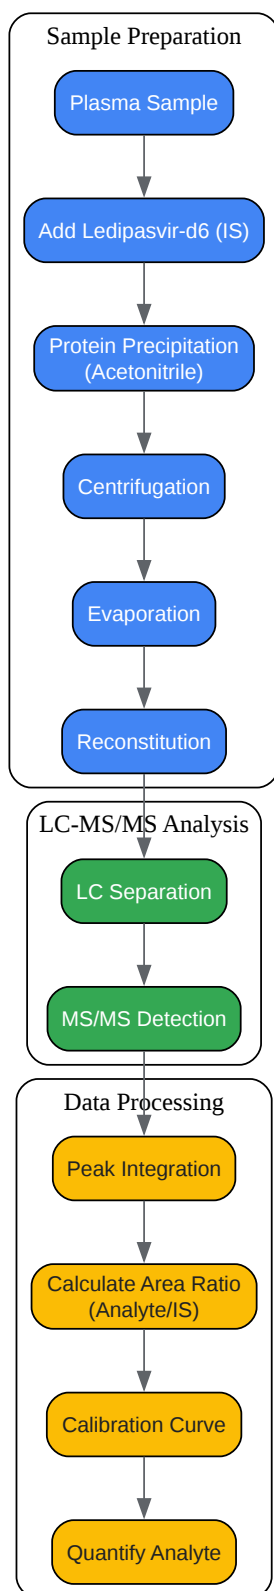 Sample Preparation
Plasma Sample
Add Ledipasvir-d6 (IS)
Protein Precipitation
(Acetonitrile)
Centrifugation
Evaporation
Reconstitution
LC-MS/MS Analysis
LC Separation
MS/MS Detection
Data Processing
Peak Integration
Calculate Area Ratio
(Analyte/IS)
Calibration Curve
Quantify Analyte